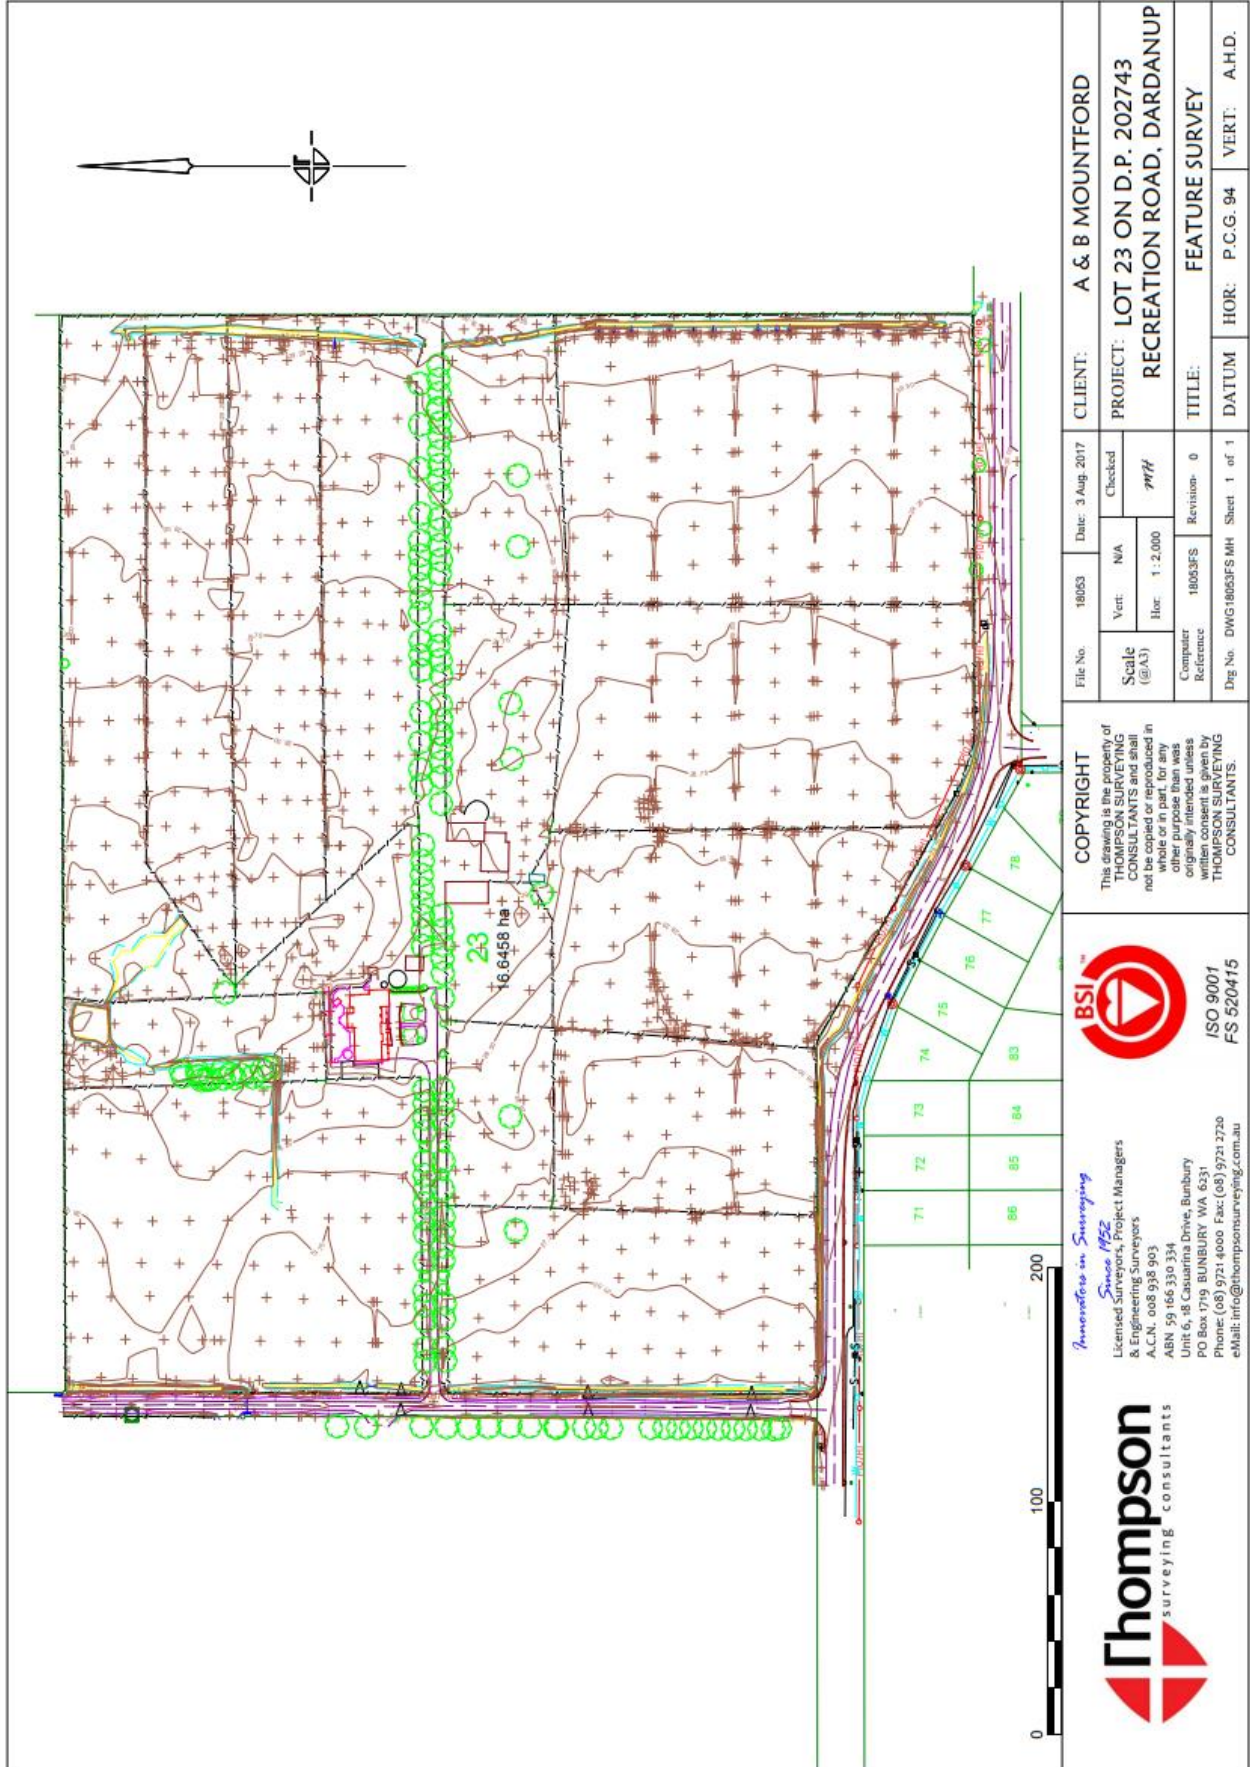 23
16.6458 ha
71
72
73
74
75
76
77
78
83
84
85
86
0
100
200
Thompson
surveying consultants
Innovators in Surveying
Since 1952
Licensed Surveyors, Project Managers
& Engineering Surveyors
A.C.N. 008 938 903
ABN 59 166 330 334
Unit 6, 18 Casuarina Drive, Bunbury
PO Box 1719 BUNBURY WA 6231
Phone: (08) 9721 4000 Fax: (08) 9721 2720
eMail: info@thompsonsurveying.com.au
BSI™
ISO 9001
FS 520415
COPYRIGHT
This drawing is the property of
THOMPSON SURVEYING
CONSULTANTS and shall
not be copied or reproduced in
whole or in part, for any
other purpose than was
originally intended unless
written consent is given by
THOMPSON SURVEYING
CONSULTANTS.
File No. 18053 Date: 3 Aug. 2017
Scale (@A3) Vert: N/A Checked
Hor: 1 : 2,000 MH
Computer Reference 18053FS Revision- 0
Drg No. DWG18053FS MH Sheet 1 of 1
CLIENT: A & B MOUNTFORD
PROJECT: LOT 23 ON D.P. 202743
RECREATION ROAD, DARDANUP
TITLE: FEATURE SURVEY
DATUM HOR: P.C.G. 94 VERT: A.H.D.